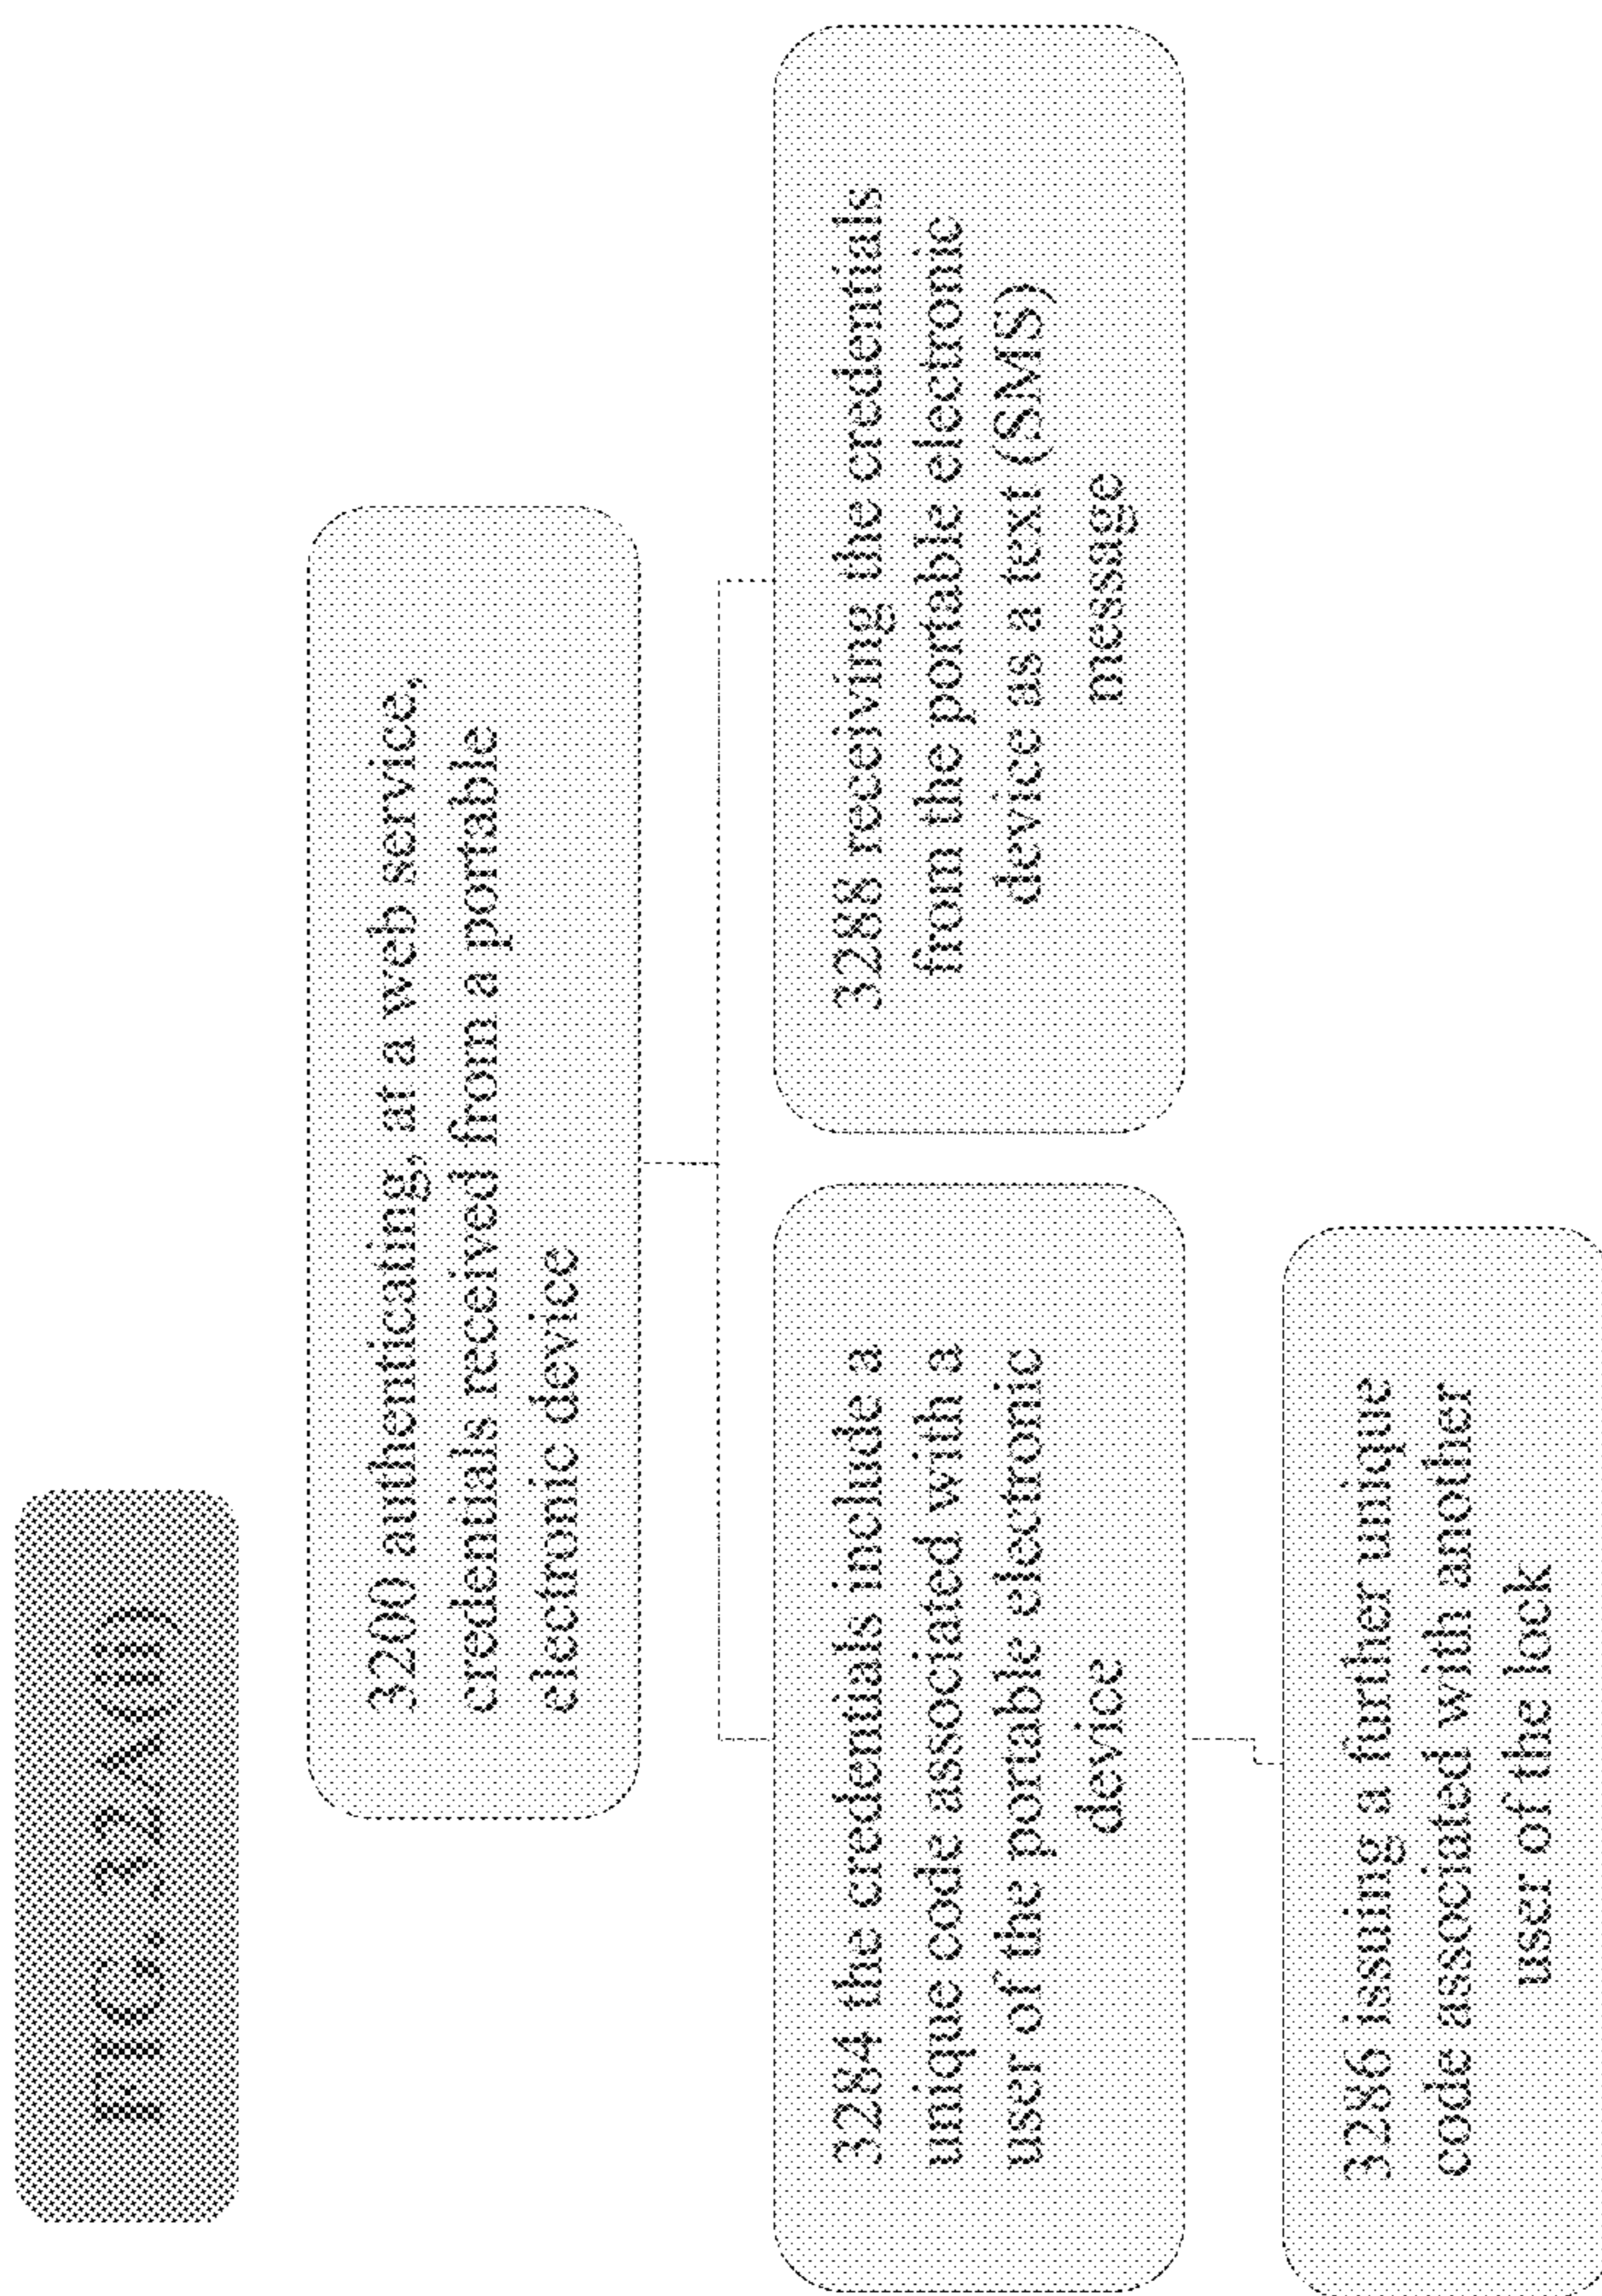 FIG.
3200 authenticating, at a web service,
credentials received from a portable
electronic device
3284 the credentials include a
unique code associated with a
user of the portable electronic
device
3288 receiving the credentials
from the portable electronic
device as a text (SMS)
message
3286 issuing a further unique
code associated with another
user of the lock